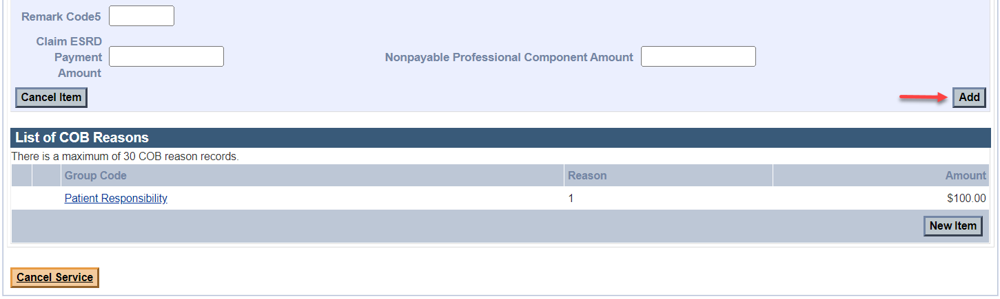 Remark Code5
Claim ESRD
Payment
Amount
Nonpayable Professional Component Amount
Cancel Item
Add
List of COB Reasons
There is a maximum of 30 COB reason records.
Group Code Reason Amount
Patient Responsibility 1 $100.00
New Item
Cancel Service